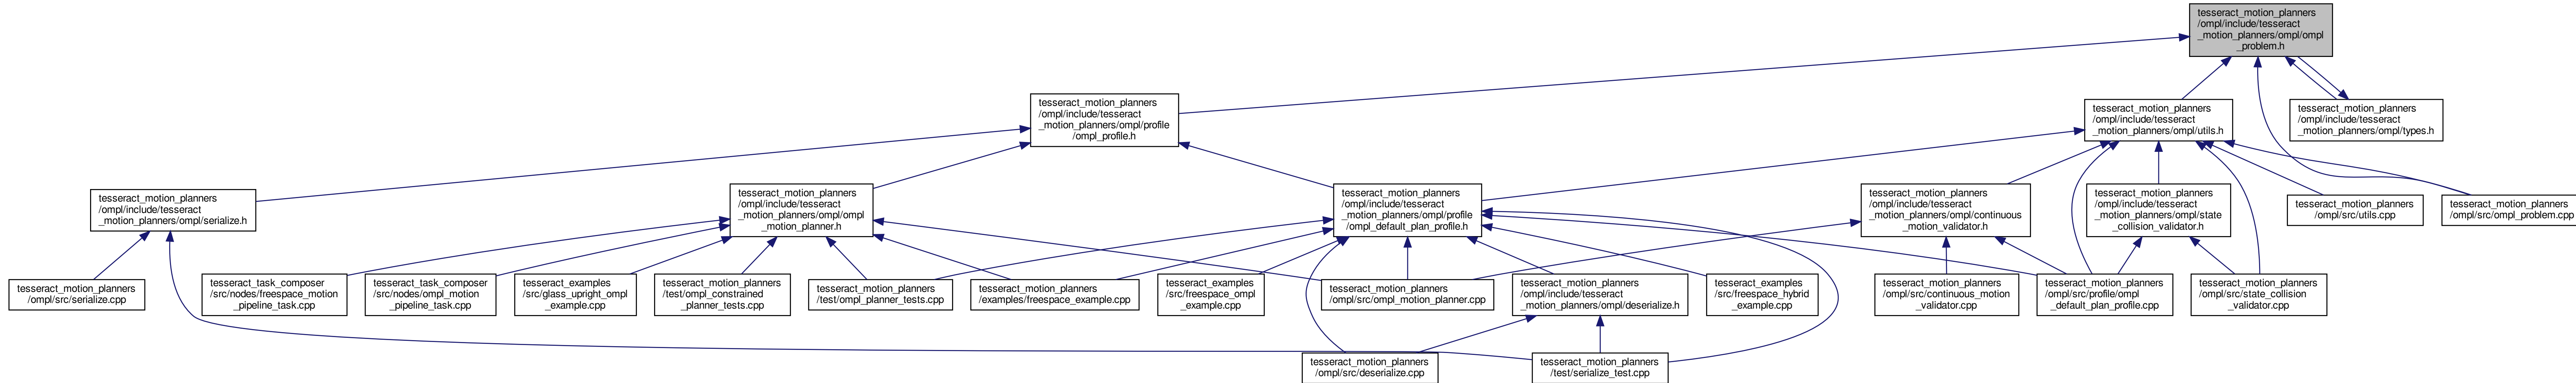 tesseract_motion_planners
/ompl/include/tesseract
_motion_planners/ompl/ompl
_problem.h
tesseract_motion_planners
/ompl/include/tesseract
_motion_planners/ompl/profile
/ompl_profile.h
tesseract_motion_planners
/ompl/include/tesseract
_motion_planners/ompl/utils.h
tesseract_motion_planners
/ompl/include/tesseract
_motion_planners/ompl/types.h
tesseract_motion_planners
/ompl/include/tesseract
_motion_planners/ompl/serialize.h
tesseract_motion_planners
/ompl/include/tesseract
_motion_planners/ompl/ompl
_motion_planner.h
tesseract_motion_planners
/ompl/include/tesseract
_motion_planners/ompl/profile
/ompl_default_plan_profile.h
tesseract_motion_planners
/ompl/include/tesseract
_motion_planners/ompl/continuous
_motion_validator.h
tesseract_motion_planners
/ompl/include/tesseract
_motion_planners/ompl/state
_collision_validator.h
tesseract_motion_planners
/ompl/src/utils.cpp
tesseract_motion_planners
/ompl/src/ompl_problem.cpp
tesseract_motion_planners
/ompl/src/serialize.cpp
tesseract_task_composer
/src/nodes/freespace_motion
_pipeline_task.cpp
tesseract_task_composer
/src/nodes/ompl_motion
_pipeline_task.cpp
tesseract_examples
/src/glass_upright_ompl
_example.cpp
tesseract_motion_planners
/test/ompl_constrained
_planner_tests.cpp
tesseract_motion_planners
/test/ompl_planner_tests.cpp
tesseract_motion_planners
/examples/freespace_example.cpp
tesseract_examples
/src/freespace_ompl
_example.cpp
tesseract_motion_planners
/ompl/src/ompl_motion_planner.cpp
tesseract_motion_planners
/ompl/include/tesseract
_motion_planners/ompl/deserialize.h
tesseract_examples
/src/freespace_hybrid
_example.cpp
tesseract_motion_planners
/ompl/src/continuous_motion
_validator.cpp
tesseract_motion_planners
/ompl/src/profile/ompl
_default_plan_profile.cpp
tesseract_motion_planners
/ompl/src/state_collision
_validator.cpp
tesseract_motion_planners
/ompl/src/deserialize.cpp
tesseract_motion_planners
/test/serialize_test.cpp